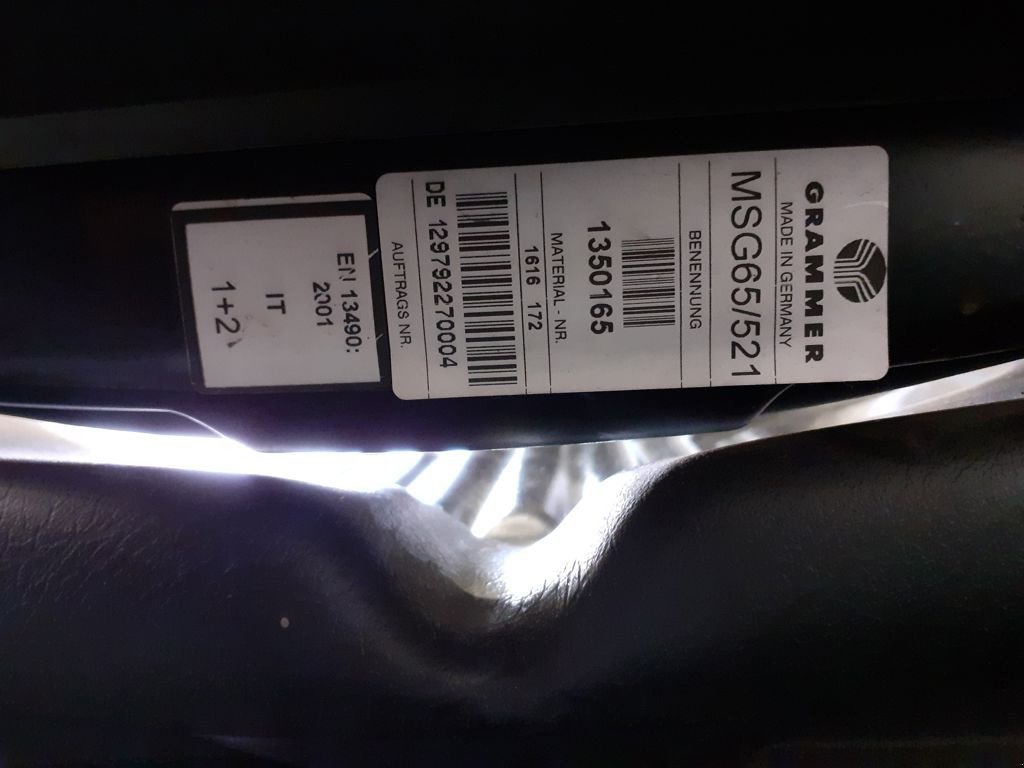 GRAMMER
MADE IN GERMANY
MSG65/521
BENENNUNG
1350165
MATERIAL - NR.
1616 172
DE 129792270004
AUFTRAGS NR.
EN 13490:
2001
IT
1+2